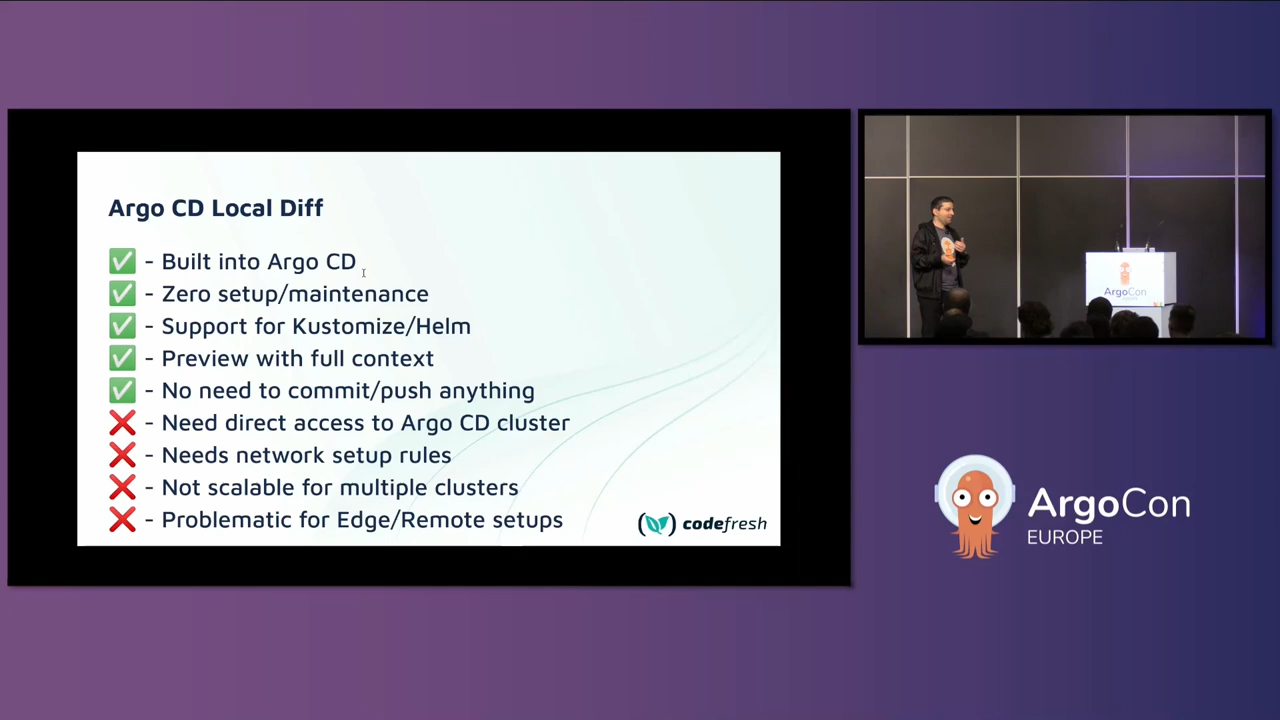 Argo CD Local Diff
✅ - Built into Argo CD
✅ - Zero setup/maintenance
✅ - Support for Kustomize/Helm
✅ - Preview with full context
✅ - No need to commit/push anything
❌ - Need direct access to Argo CD cluster
❌ - Needs network setup rules
❌ - Not scalable for multiple clusters
❌ - Problematic for Edge/Remote setups
codefresh
ArgoCon
ArgoCon
EUROPE